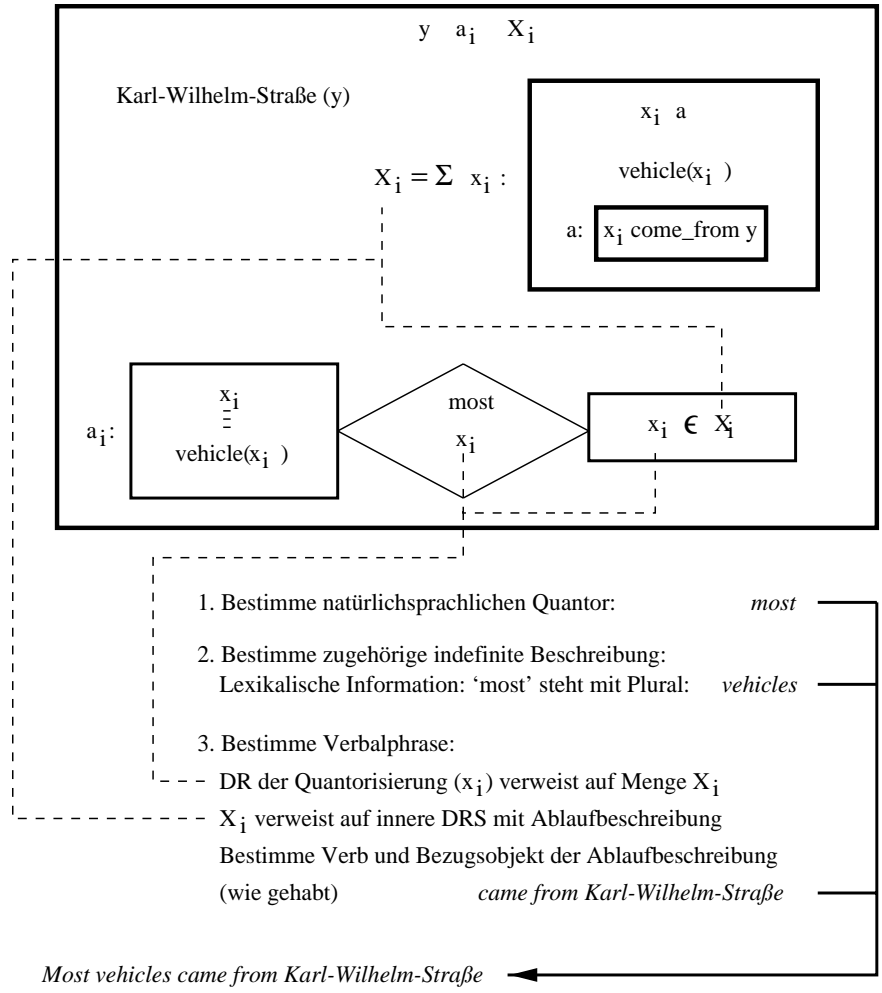 y a_i X_i
Karl-Wilhelm-Straße (y)
x_i a
X_i = Σ x_i :
vehicle(x_i )
a: x_i come_from y
a_i:
x_i
vehicle(x_i )
most
x_i
x_i ϵ X_i
1. Bestimme natürlichsprachlichen Quantor: most
2. Bestimme zugehörige indefinite Beschreibung:
Lexikalische Information: ‘most’ steht mit Plural: vehicles
3. Bestimme Verbalphrase:
DR der Quantorisierung (x_i) verweist auf Menge X_i
X_i verweist auf innere DRS mit Ablaufbeschreibung
Bestimme Verb und Bezugsobjekt der Ablaufbeschreibung
(wie gehabt) came from Karl-Wilhelm-Straße
Most vehicles came from Karl-Wilhelm-Straße